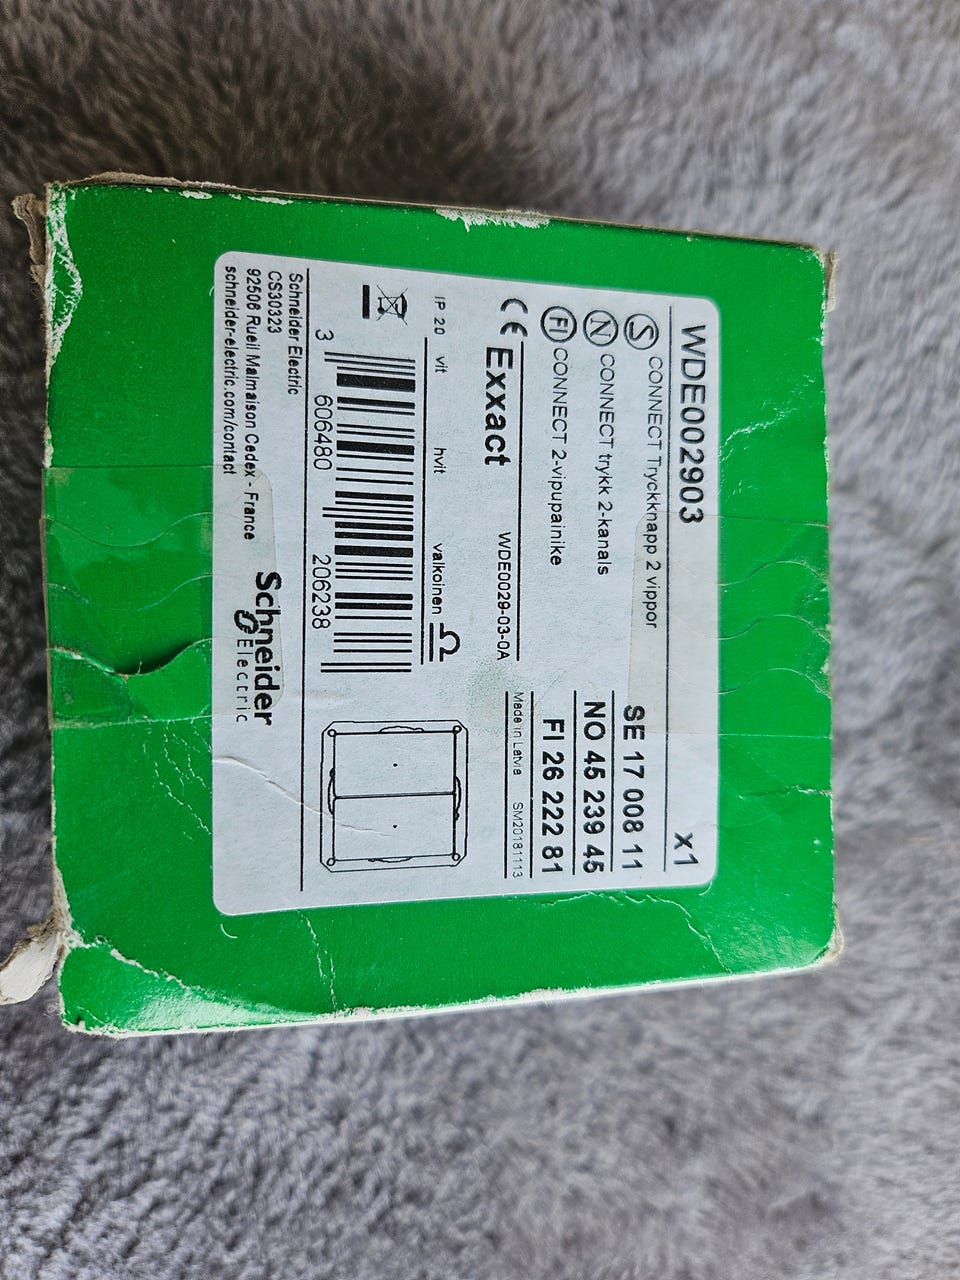 WDE002903
x1
S CONNECT Tryckknapp 2 vippor
SE 17 008 11
N CONNECT trykk 2-kanals
NO 45 239 45
FI CONNECT 2-vipupainike
FI 26 222 81
CE Exxact
WDE0029-03-0A
Made in Latvia SM20181113
IP 20 vit hvit valkoinen
3 606480 206238
Schneider Electric
CS30323
92506 Rueil Malmaison Cedex - France
schneider-electric.com/contact
Schneider
Electric